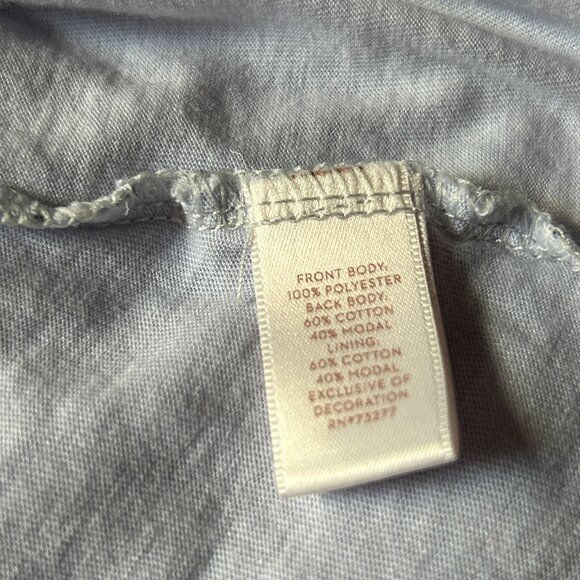 FRONT BODY:
100% POLYESTER
BACK BODY:
60% COTTON
40% MODAL
LINING:
60% COTTON
40% MODAL
EXCLUSIVE OF
DECORATION
RN#73277